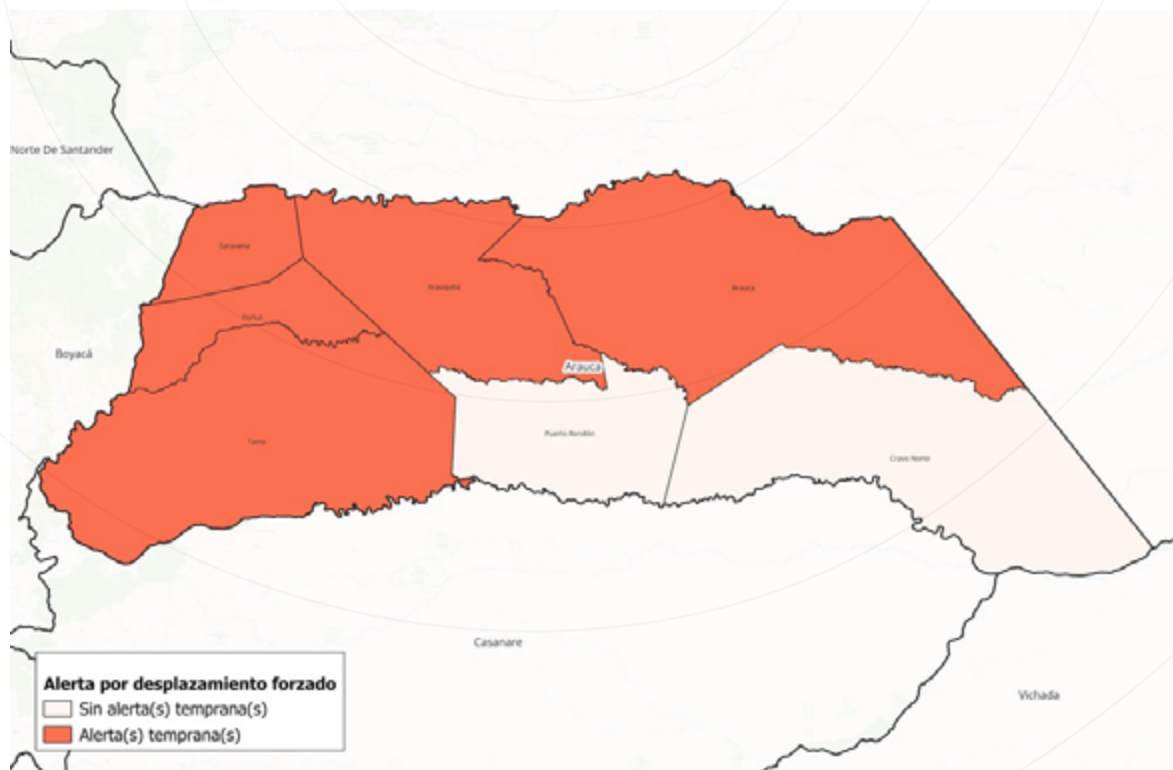 Norte De Santander
Saravena
Arauquita
Arauca
Fortul
Boyacá
Arauca
Tame
Puerto Rondón
Cravo Norte
Casanare
Alerta por desplazamiento forzado
Sin alerta(s) temprana(s)
Alerta(s) temprana(s)
Vichada